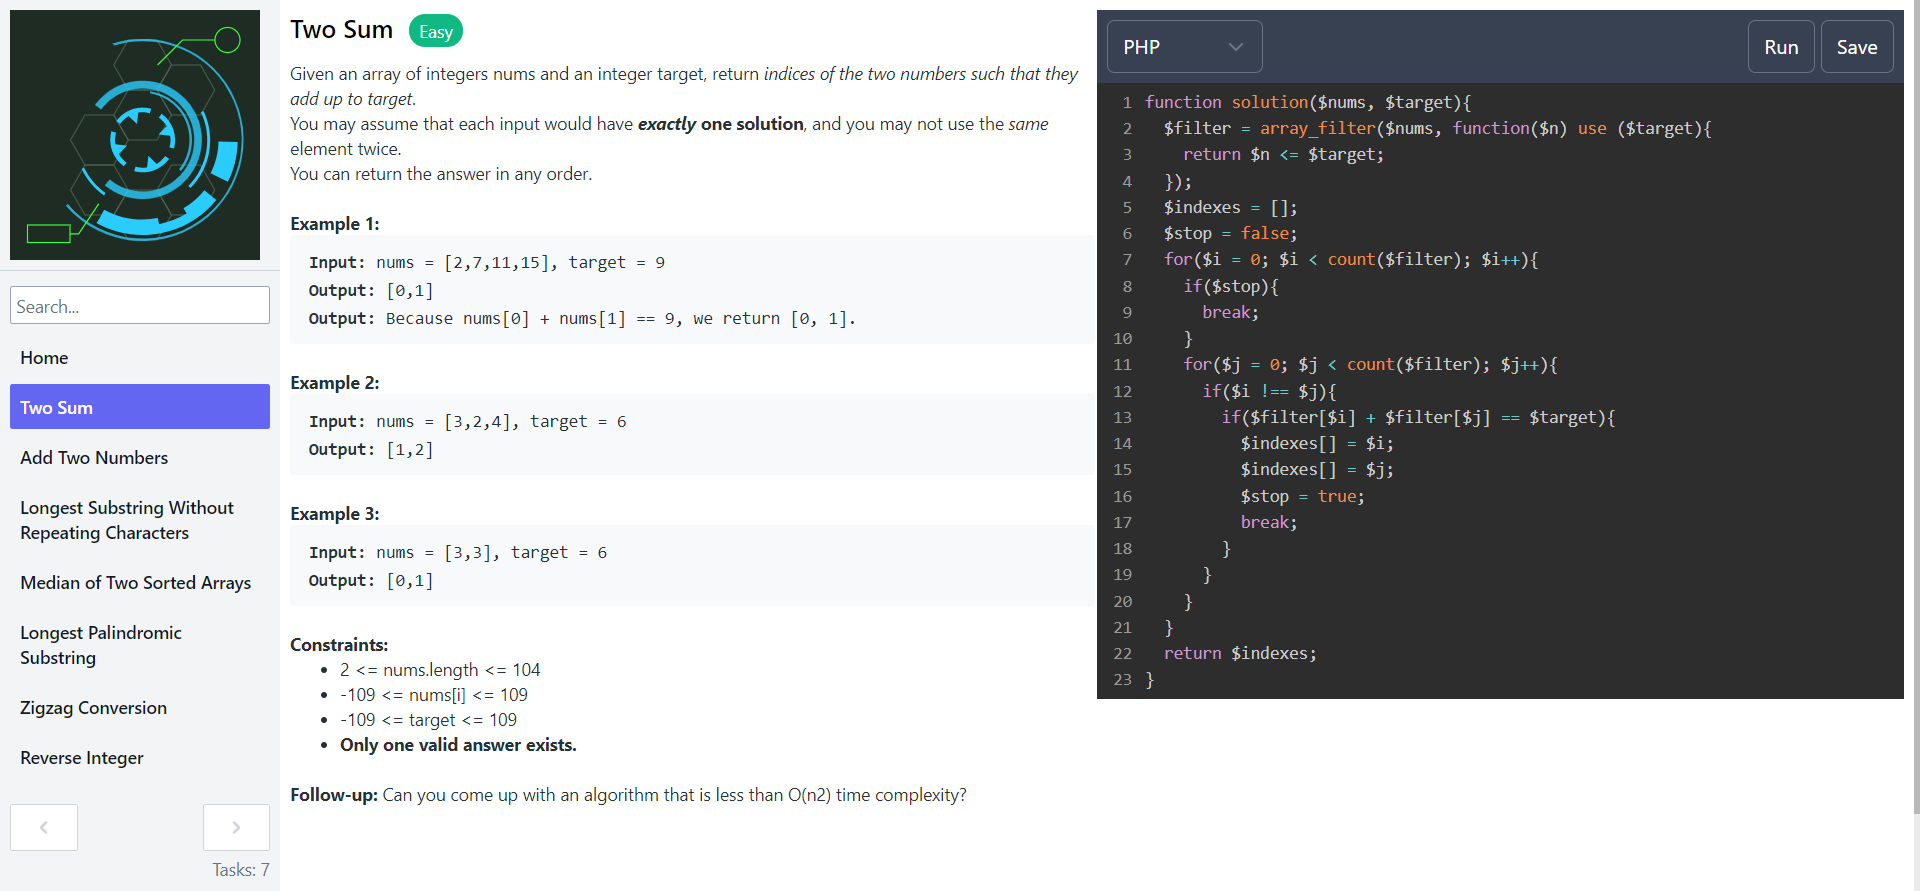 Search...
Home
Two Sum
Add Two Numbers
Longest Substring Without
Repeating Characters
Median of Two Sorted Arrays
Longest Palindromic
Substring
Zigzag Conversion
Reverse Integer
Tasks: 7
Two Sum Easy
Given an array of integers nums and an integer target, return indices of the two numbers such that they
add up to target.
You may assume that each input would have exactly one solution, and you may not use the same
element twice.
You can return the answer in any order.
Example 1:
Input: nums = [2,7,11,15], target = 9
Output: [0,1]
Output: Because nums[0] + nums[1] == 9, we return [0, 1].
Example 2:
Input: nums = [3,2,4], target = 6
Output: [1,2]
Example 3:
Input: nums = [3,3], target = 6
Output: [0,1]
Constraints:
• 2 <= nums.length <= 104
• -109 <= nums[i] <= 109
• -109 <= target <= 109
• Only one valid answer exists.
Follow-up: Can you come up with an algorithm that is less than O(n2) time complexity?
PHP Run Save
1 function solution($nums, $target){
2   $filter = array_filter($nums, function($n) use ($target){
3     return $n <= $target;
4   });
5   $indexes = [];
6   $stop = false;
7   for($i = 0; $i < count($filter); $i++){
8     if($stop){
9       break;
10     }
11     for($j = 0; $j < count($filter); $j++){
12       if($i !== $j){
13         if($filter[$i] + $filter[$j] == $target){
14           $indexes[] = $i;
15           $indexes[] = $j;
16           $stop = true;
17           break;
18         }
19       }
20     }
21   }
22   return $indexes;
23 }